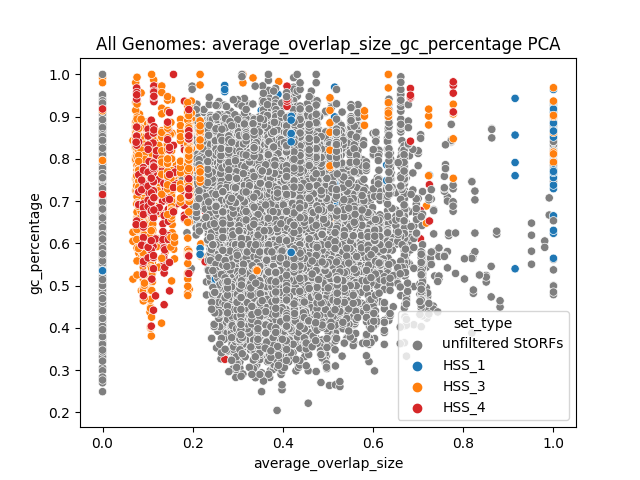 All Genomes: average_overlap_size_gc_percentage PCA
1.0
0.9
0.8
0.7
0.6
0.5
0.4
0.3
0.2
gc_percentage
set_type
unfiltered StORFs
HSS_1
HSS_3
HSS_4
0.0 0.2 0.4 0.6 0.8 1.0
average_overlap_size